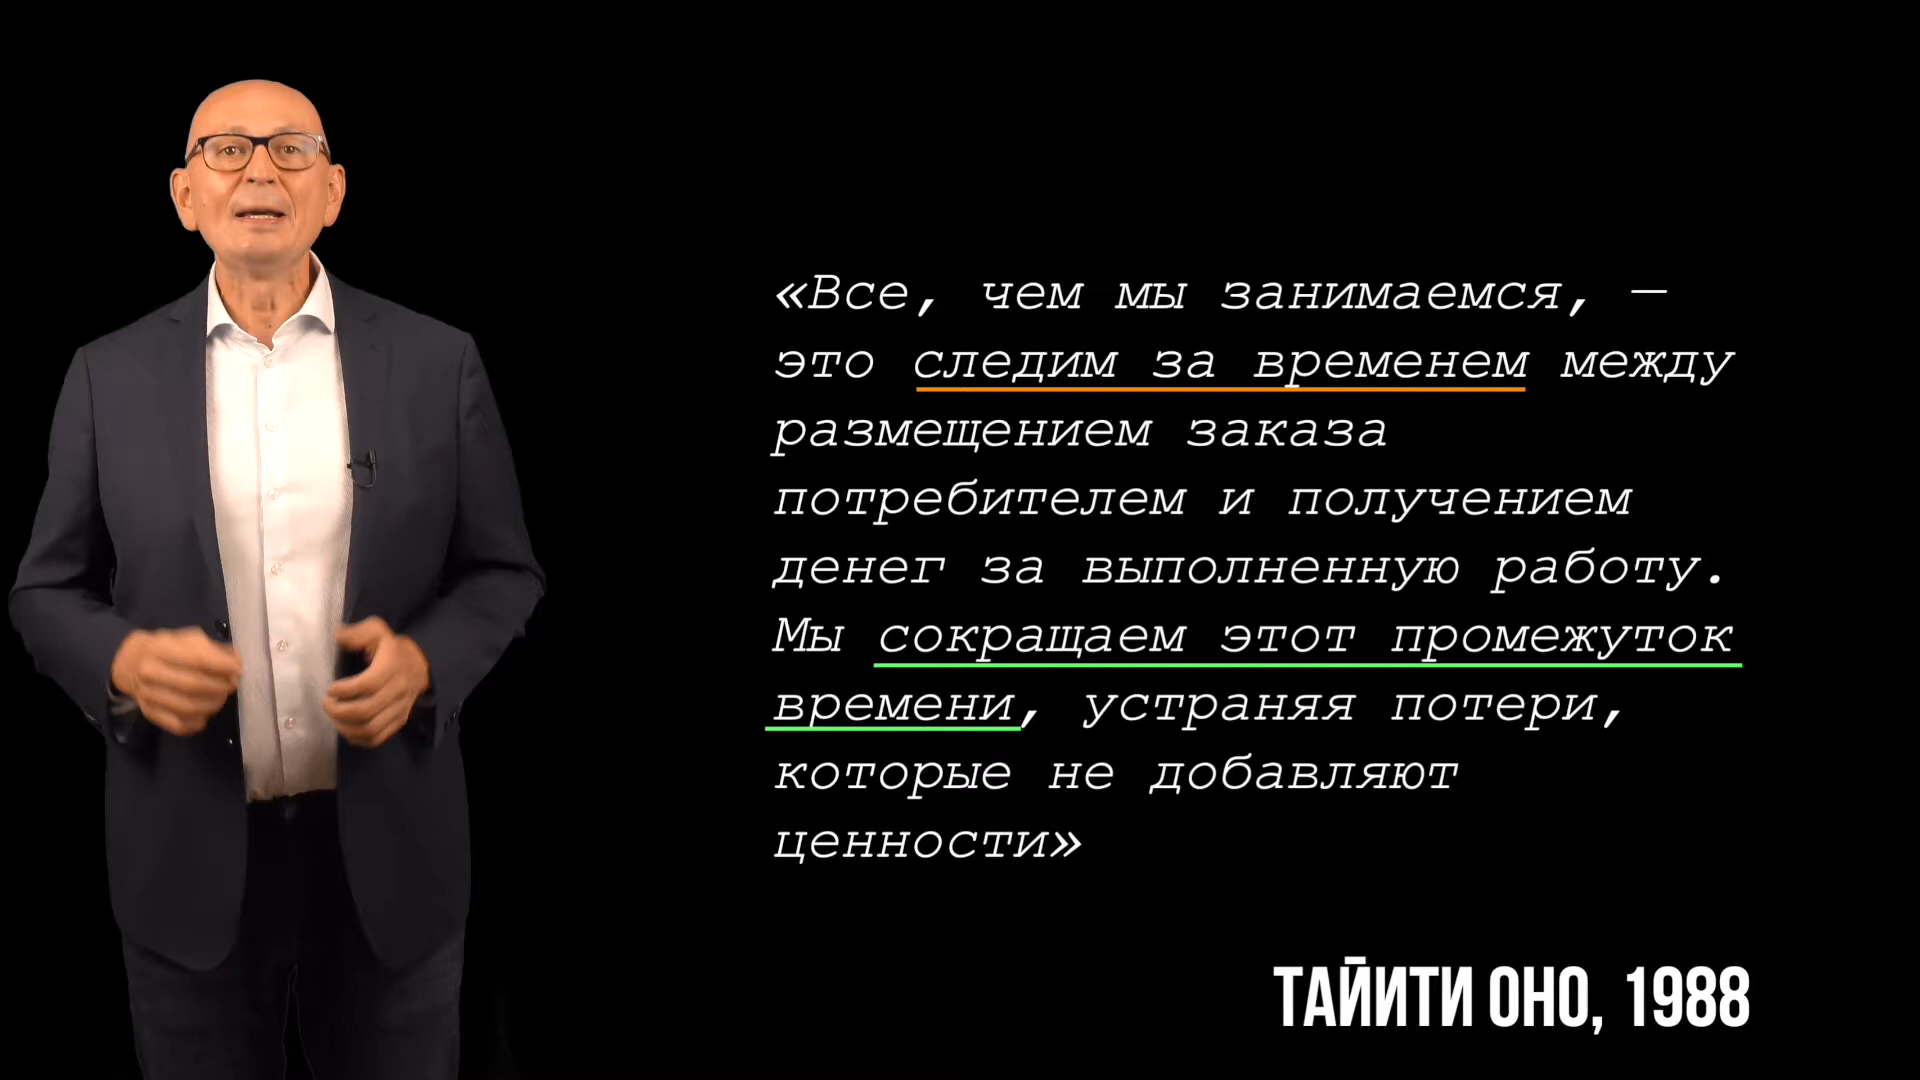 «Все, чем мы занимаемся, —
это следим за временем между
размещением заказа
потребителем и получением
денег за выполненную работу.
Мы сокращаем этот промежуток
времени, устраняя потери,
которые не добавляют
ценности»
ТАЙИТИ ОНО, 1988